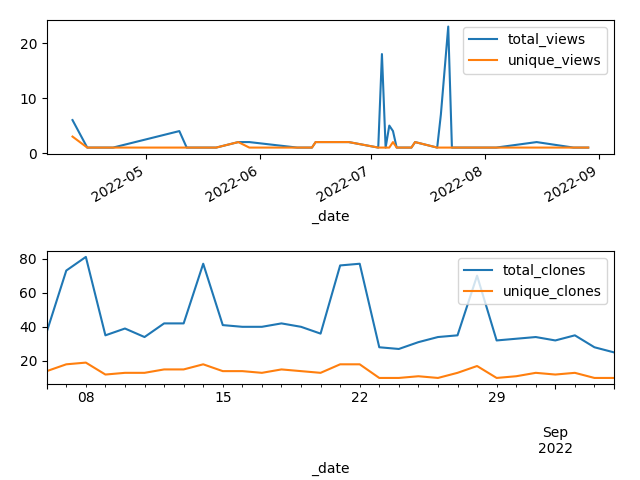 20
10
0
total_views
unique_views
2022-05
2022-06
2022-07
2022-08
2022-09
_date
80
60
40
20
total_clones
unique_clones
08
15
22
29
Sep
2022
_date